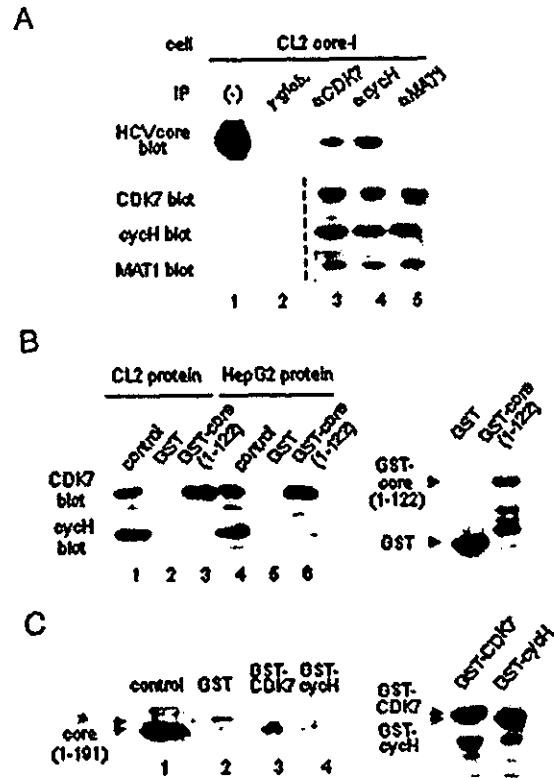 A
cell CL2 core-I
IP (-) γglob. αCDK7 αcycH αMAT1
HCVcore blot
CDK7 blot
cycH blot
MAT1 blot
1 2 3 4 5
B
CL2 protein HepG2 protein
control GST GST-core (1-122) control GST GST-core (1-122)
GST GST-core (1-122)
CDK7 blot
cycH blot
1 2 3 4 5 6
GST-core (1-122)
GST
C
control GST GST-CDK7 GST-cycH
* core (1-191)
1 2 3 4
GST-CDK7 GST-cycH
GST-CDK7
GST-cycH